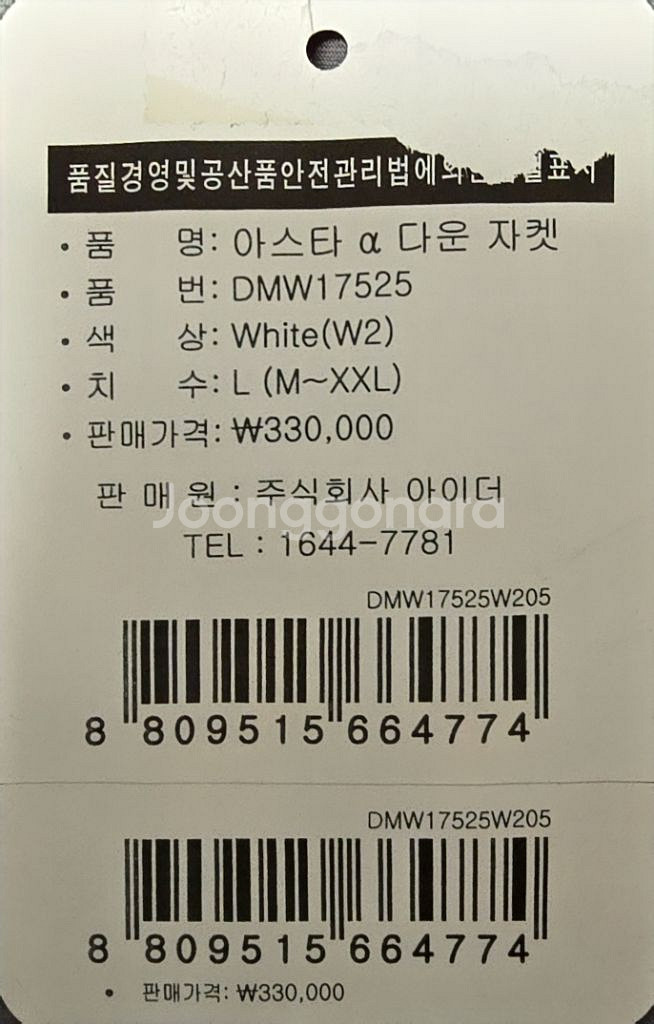 품질경영및공산품안전관리법에
• 품 명: 아스타 α 다운 자켓
• 품 번: DMW17525
• 색 상: White(W2)
• 치 수: L (M~XXL)
• 판매가격: ₩330,000
판 매 원 : 주식회사 아이더
Joonggonara
TEL : 1644-7781
DMW17525W205
8 809515 664774
DMW17525W205
8 809515 664774
• 판매가격: ₩330,000